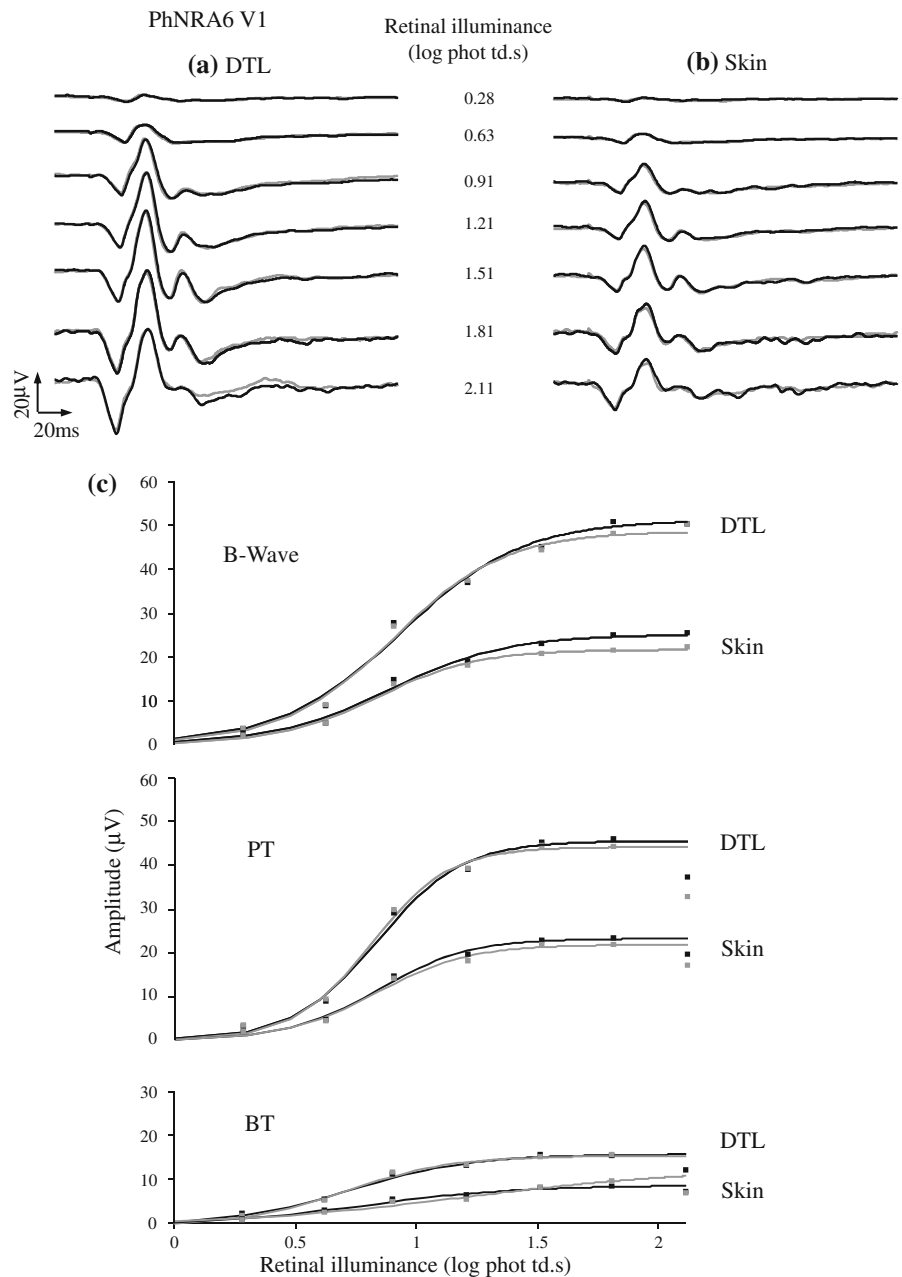 PhNRA6 V1
Retinal illuminance
(log phot td.s)
(a) DTL
(b) Skin
0.28
0.63
0.91
1.21
1.51
1.81
2.11
20µV
20ms
(c)
60
50
40
30
20
10
0
B-Wave
DTL
Skin
Amplitude (µV)
60
50
40
30
20
10
0
PT
DTL
Skin
30
20
10
0
BT
DTL
Skin
0
0.5
1
1.5
2
Retinal illuminance (log phot td.s)